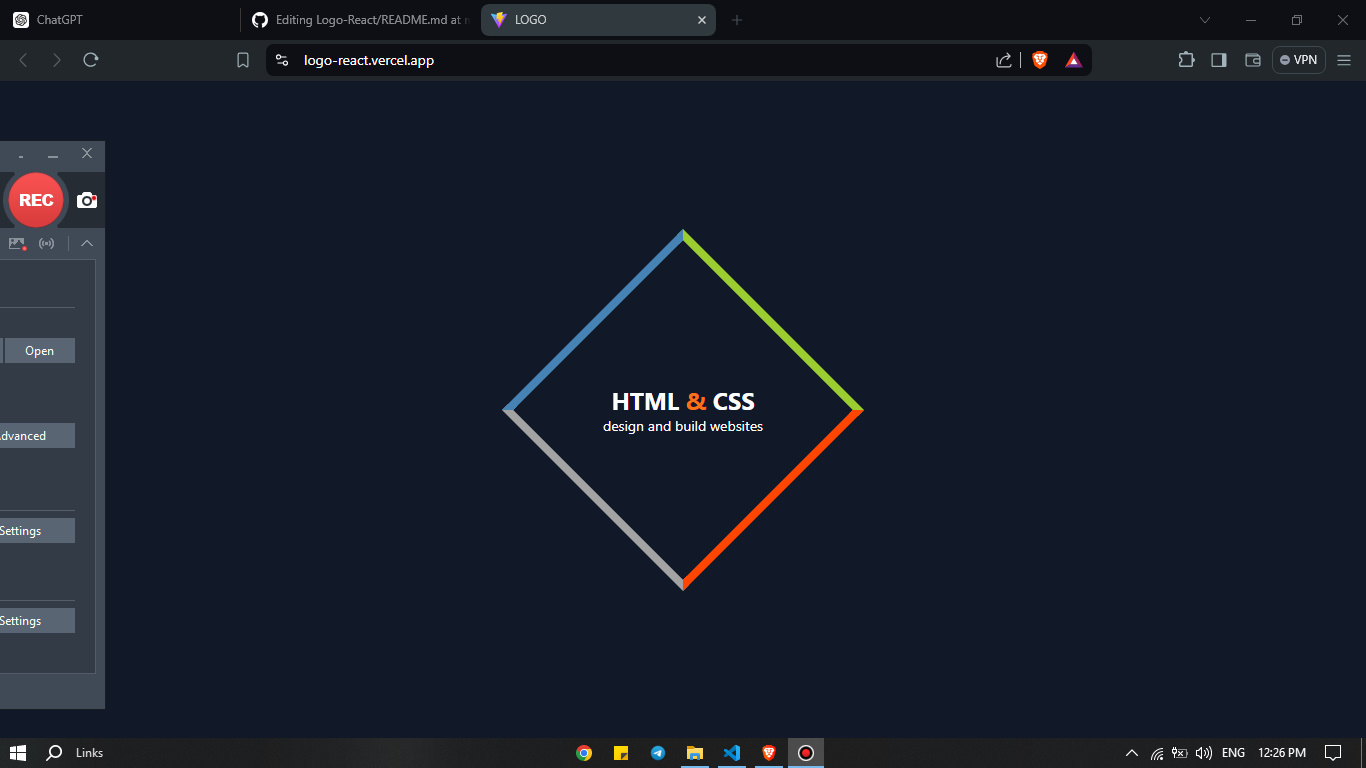 ChatGPT
Editing Logo-React/README.md at m
LOGO
logo-react.vercel.app
VPN
REC
Open
Advanced
Settings
Settings
HTML & CSS
design and build websites
Links
ENG
12:26 PM